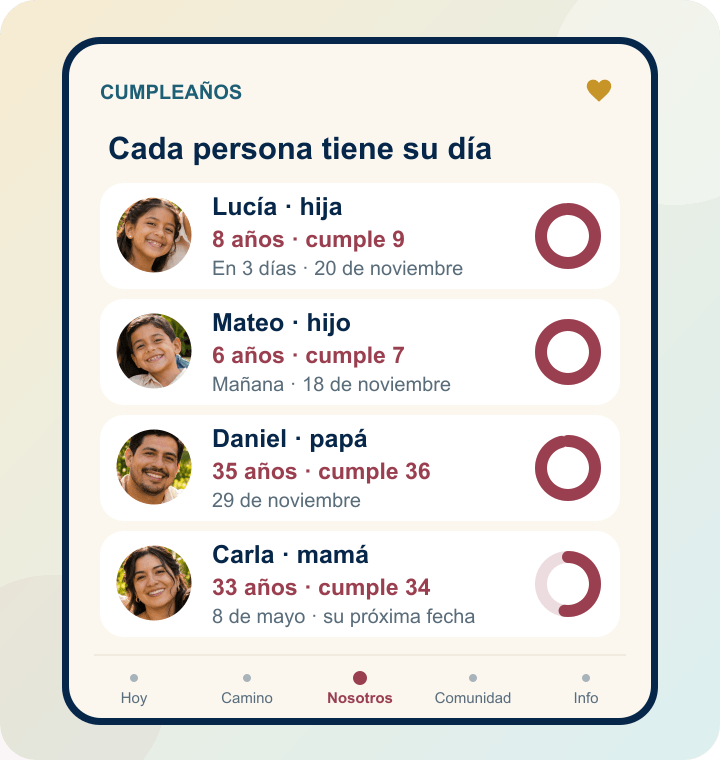 CUMPLEAÑOS
Cada persona tiene su día
Lucía · hija
8 años · cumple 9
En 3 días · 20 de noviembre
Mateo · hijo
6 años · cumple 7
Mañana · 18 de noviembre
Daniel · papá
35 años · cumple 36
29 de noviembre
Carla · mamá
33 años · cumple 34
8 de mayo · su próxima fecha
Hoy
Camino
Nosotros
Comunidad
Info